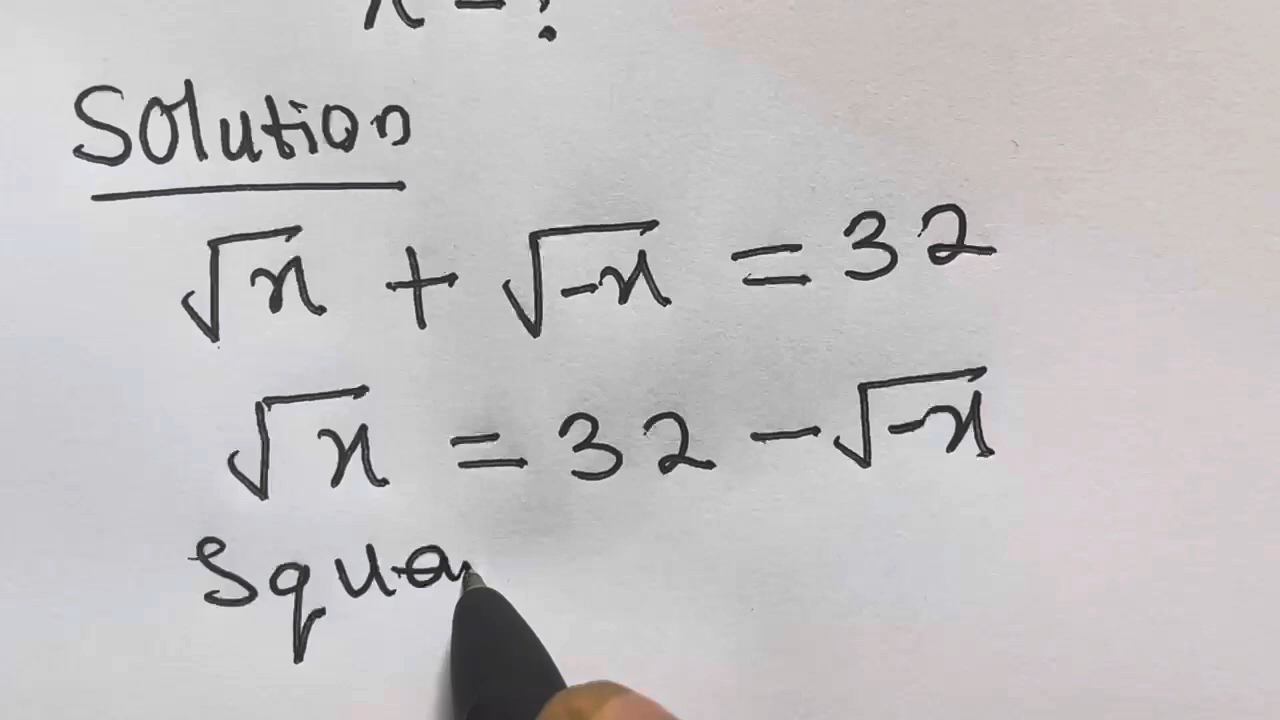 x = ?
Solution
√x + √-x = 32
√x = 32 - √-x
Squa